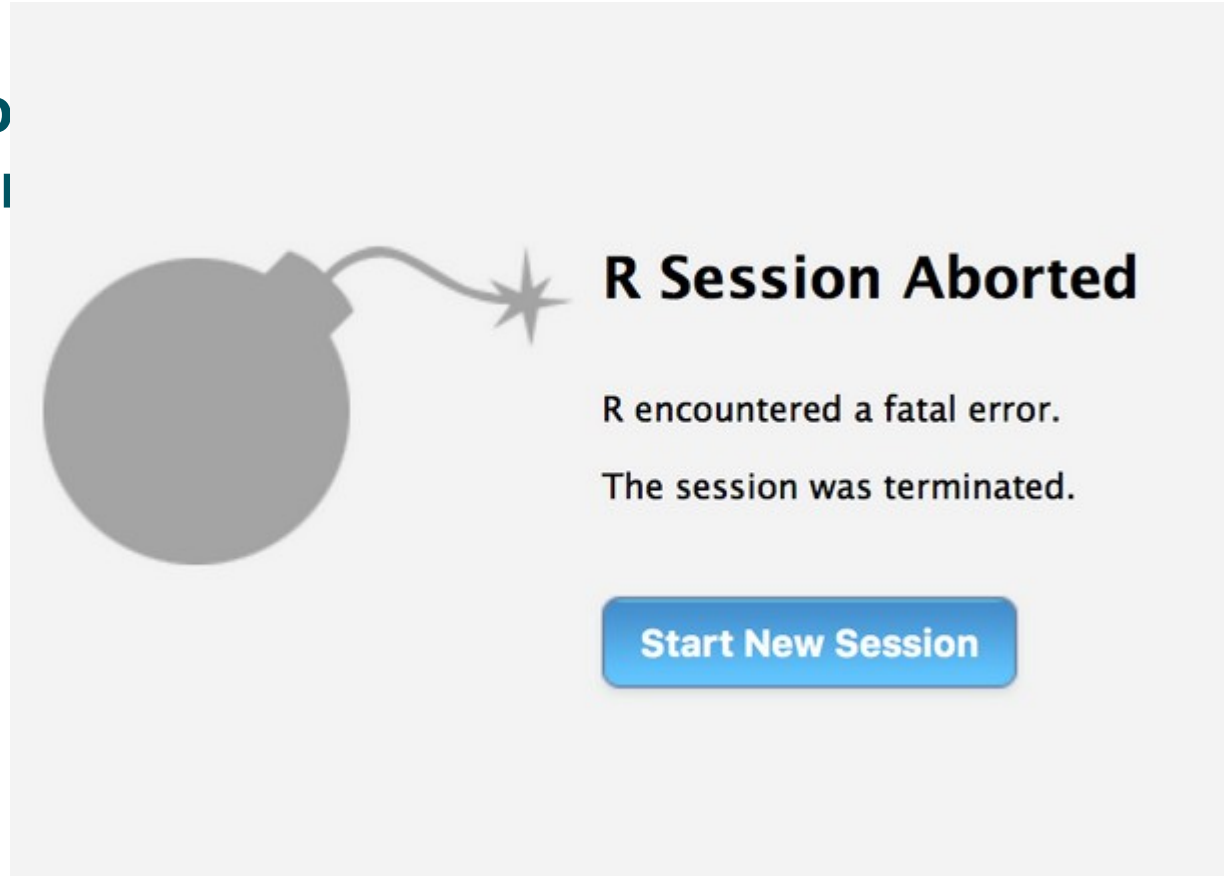 R Session Aborted
R encountered a fatal error.
The session was terminated.
Start New Session